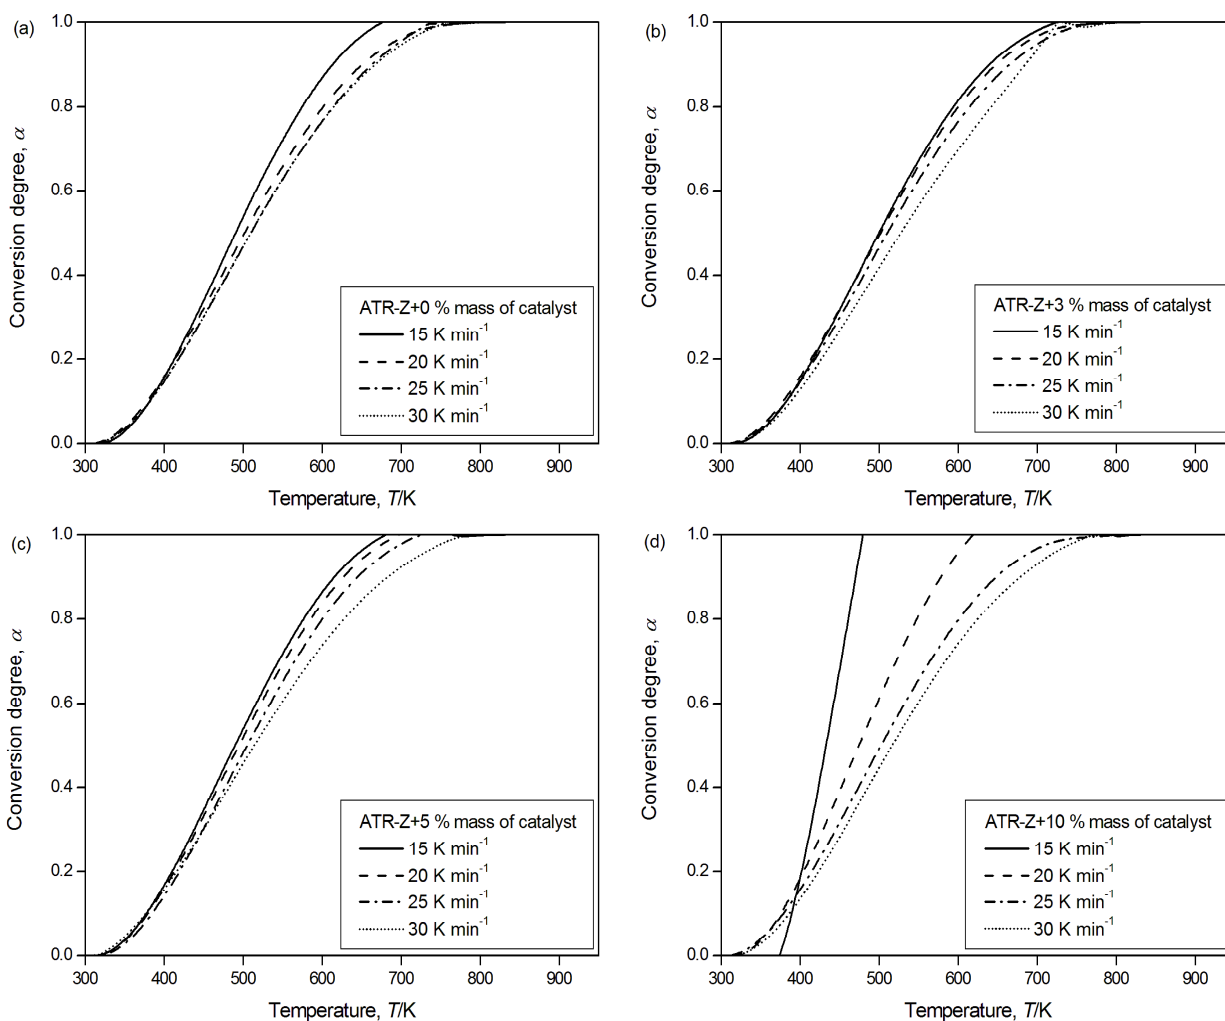 (a)
1.0
0.8
0.6
0.4
0.2
0.0
Conversion degree, α
ATR-Z+0 % mass of catalyst
15 K min⁻¹
20 K min⁻¹
25 K min⁻¹
30 K min⁻¹
300 400 500 600 700 800 900
Temperature, T/K
(b)
1.0
0.8
0.6
0.4
0.2
0.0
Conversion degree, α
ATR-Z+3 % mass of catalyst
15 K min⁻¹
20 K min⁻¹
25 K min⁻¹
30 K min⁻¹
300 400 500 600 700 800 900
Temperature, T/K
(c)
1.0
0.8
0.6
0.4
0.2
0.0
Conversion degree, α
ATR-Z+5 % mass of catalyst
15 K min⁻¹
20 K min⁻¹
25 K min⁻¹
30 K min⁻¹
300 400 500 600 700 800 900
Temperature, T/K
(d)
1.0
0.8
0.6
0.4
0.2
0.0
Conversion degree, α
ATR-Z+10 % mass of catalyst
15 K min⁻¹
20 K min⁻¹
25 K min⁻¹
30 K min⁻¹
300 400 500 600 700 800 900
Temperature, T/K